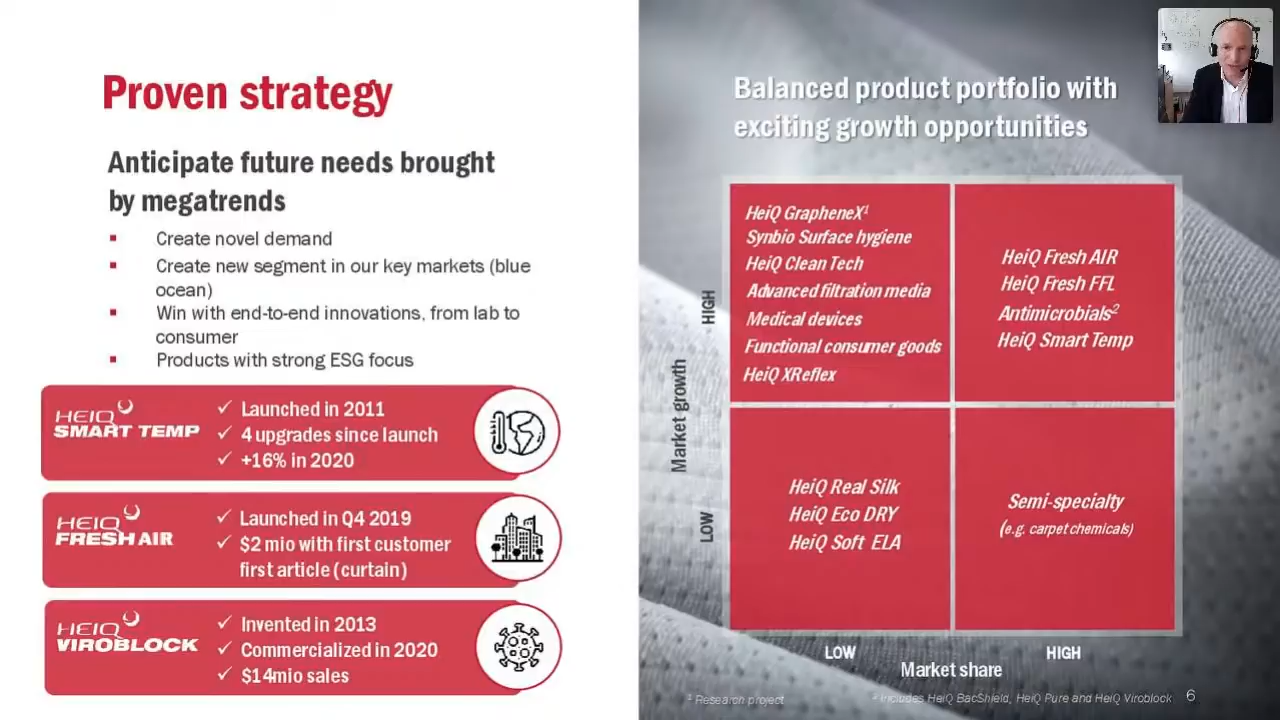 Proven strategy
Anticipate future needs brought
by megatrends
▪ Create novel demand
▪ Create new segment in our key markets (blue
ocean)
▪ Win with end-to-end innovations, from lab to
consumer
▪ Products with strong ESG focus
HEIQ
SMART TEMP
✓ Launched in 2011
✓ 4 upgrades since launch
✓ +16% in 2020
HEIQ
FRESH AIR
✓ Launched in Q4 2019
✓ $2 mio with first customer
first article (curtain)
HEIQ
VIROBLOCK
✓ Invented in 2013
✓ Commercialized in 2020
✓ $14mio sales
Balanced product portfolio with
exciting growth opportunities
Market growth
HIGH
LOW
HeiQ GrapheneX¹
Synbio Surface hygiene
HeiQ Clean Tech
Advanced filtration media
Medical devices
Functional consumer goods
HeiQ XReflex
HeiQ Fresh AIR
HeiQ Fresh FFL
Antimicrobials²
HeiQ Smart Temp
HeiQ Real Silk
HeiQ Eco DRY
HeiQ Soft ELA
Semi-specialty
(e.g. carpet chemicals)
LOW
HIGH
Market share
¹ Research project
² Includes HeiQ BacShield, HeiQ Pure and HeiQ Viroblock
6